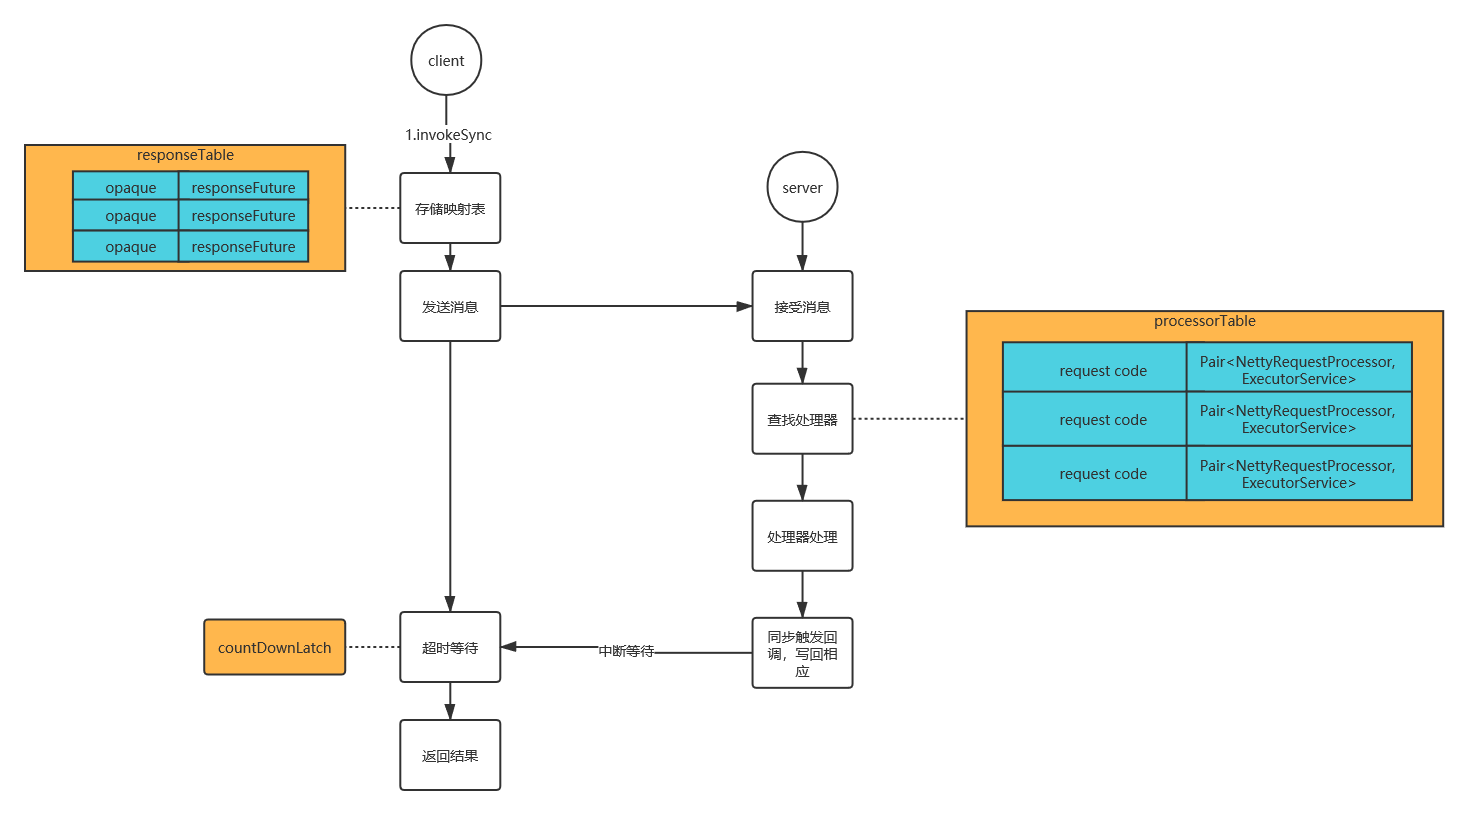 client
1.invokeSync
responseTable
opaque responseFuture
opaque responseFuture
opaque responseFuture
存储映射表
server
发送消息
接受消息
processorTable
request code Pair<NettyRequestProcessor,
ExecutorService>
request code Pair<NettyRequestProcessor,
ExecutorService>
request code Pair<NettyRequestProcessor,
ExecutorService>
查找处理器
处理器处理
countDownLatch
超时等待
中断等待
同步触发回
调，写回相
应
返回结果